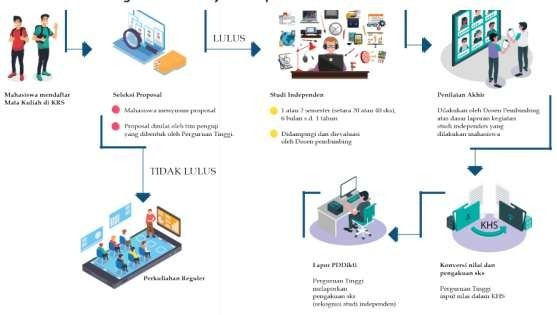 LULUS
Mahasiswa mendaftar
Mata Kuliah di KRS
Seleksi Proposal
Mahasiswa menyusun proposal
Proposal dinilai oleh tim penguji
yang dibentuk oleh Perguruan Tinggi.
Studi Independen
1 atau 2 semester (setara 20 atau 40 sks),
6 bulan s.d. 1 tahun
Didampingi dan dievaluasi
oleh Dosen pembimbing
Penilaian Akhir
Dilakukan oleh Dosen Pembimbing
atas dasar laporan kegiatan
studi independen yang
dilakukan mahasiswa
TIDAK LULUS
Perkuliahan Reguler
KHS
Lapor PDDikti
Perguruan Tinggi
melaporkan
pengakuan sks
(rekognisi studi independen)
Konversi nilai dan
pengakuan sks
Perguruan Tinggi
input nilai dalam KHS